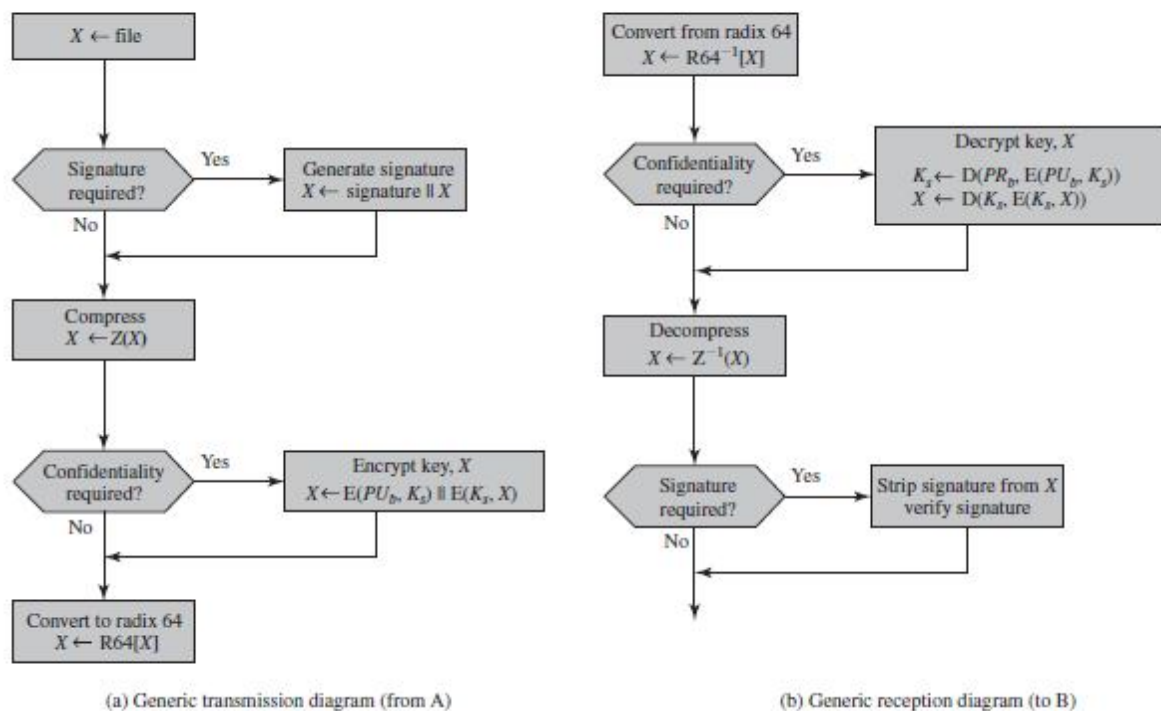 X ← file
Signature
required?
Yes
Generate signature
X ← signature || X
No
Compress
X ← Z(X)
Confidentiality
required?
Yes
Encrypt key, X
X ← E(PU_b, K_s) || E(K_s, X)
No
Convert to radix 64
X ← R64[X]
(a) Generic transmission diagram (from A)
Convert from radix 64
X ← R64⁻¹[X]
Confidentiality
required?
Yes
Decrypt key, X
K_s ← D(PR_b, E(PU_b, K_s))
X ← D(K_s, E(K_s, X))
No
Decompress
X ← Z⁻¹(X)
Signature
required?
Yes
Strip signature from X
verify signature
No
(b) Generic reception diagram (to B)